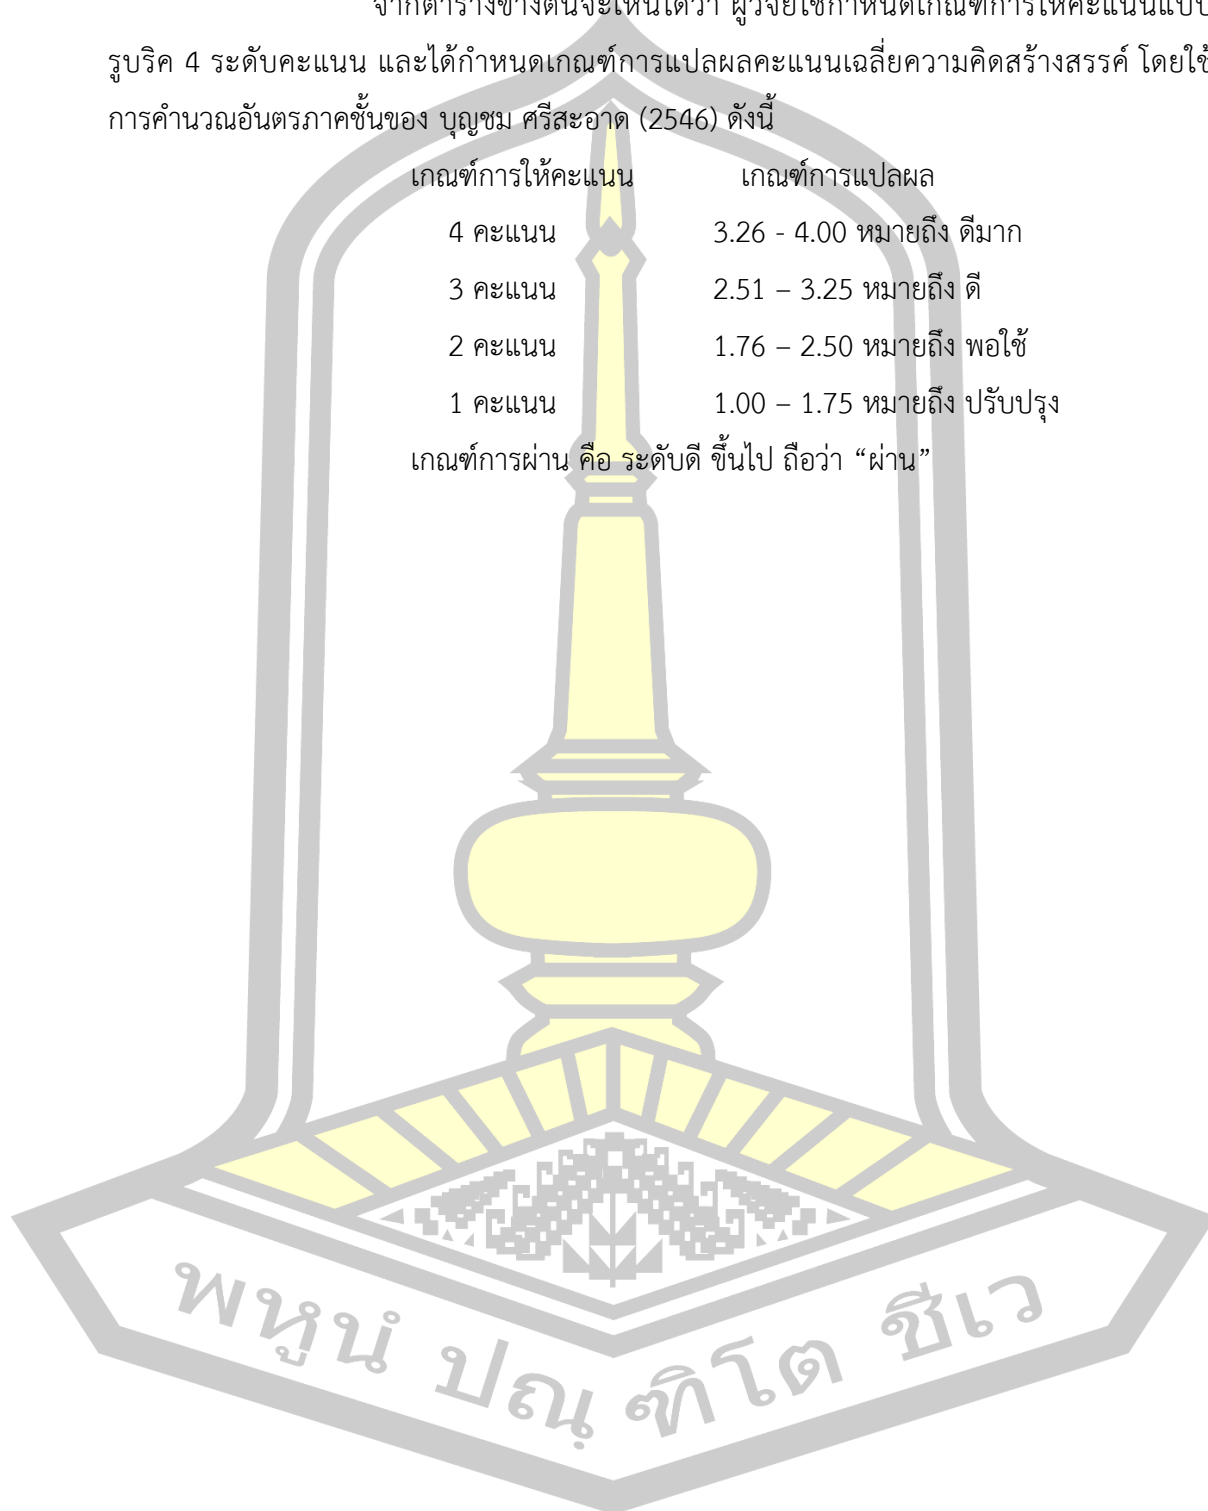 จากตารางข้างต้นจะเห็นได้ว่า ผู้วิจัยใช้กำหนดเกณฑ์การให้คะแนนแบบ
รูบริค 4 ระดับคะแนน และได้กำหนดเกณฑ์การแปลผลคะแนนเฉลี่ยความคิดสร้างสรรค์ โดยใช้
การคำนวณอันตรภาคชั้นของ บุญชม ศรีสะอาด (2546) ดังนี้
เกณฑ์การให้คะแนน เกณฑ์การแปลผล
4 คะแนน 3.26 - 4.00 หมายถึง ดีมาก
3 คะแนน 2.51 – 3.25 หมายถึง ดี
2 คะแนน 1.76 – 2.50 หมายถึง พอใช้
1 คะแนน 1.00 – 1.75 หมายถึง ปรับปรุง
เกณฑ์การผ่าน คือ ระดับดี ขึ้นไป ถือว่า “ผ่าน”
พหูนํ ปณฺฑิโต ชีเว